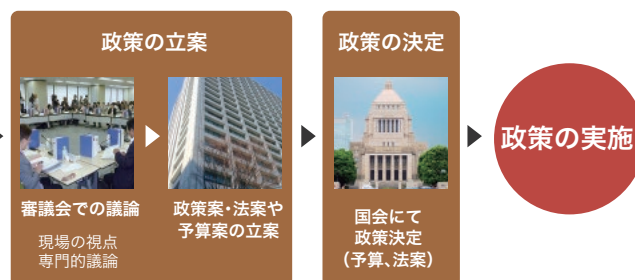 政策の立案
審議会での議論
現場の視点
専門的議論
政策案・法案や
予算案の立案
政策の決定
国会にて
政策決定
（予算、法案）
政策の実施